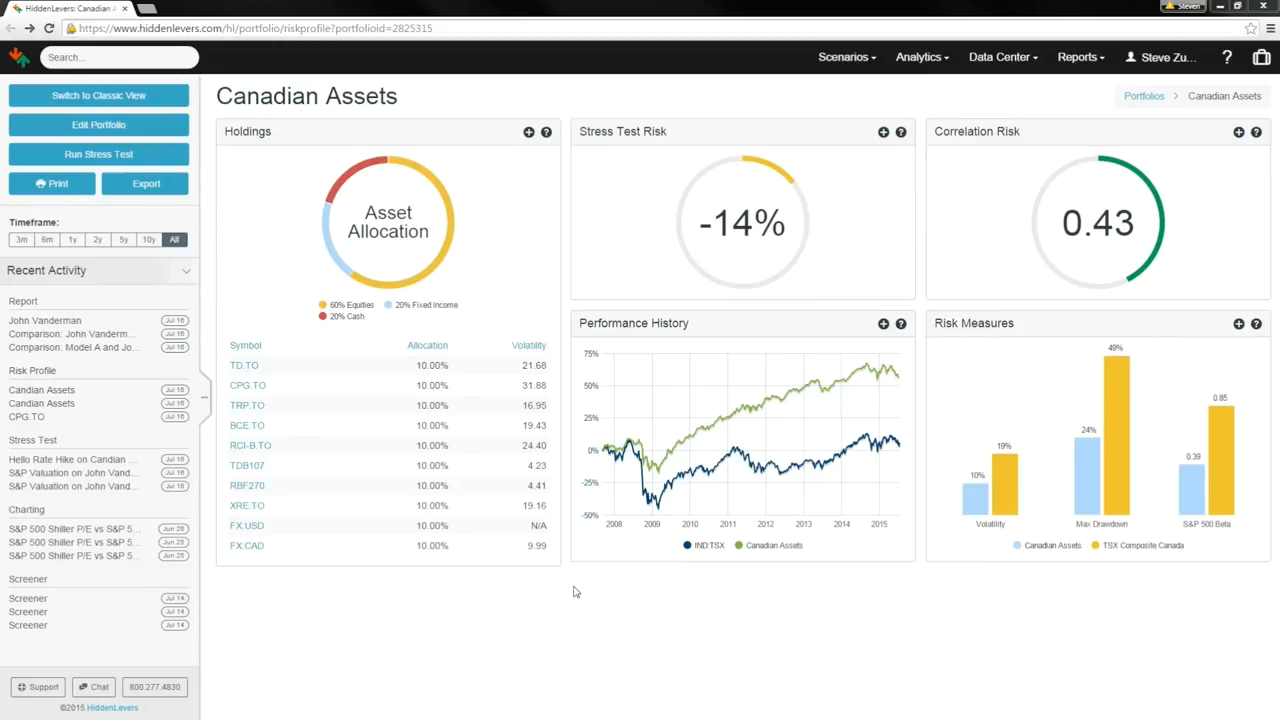 HiddenLevers: Canadian A
Steven
https://www.hiddenlevers.com/hl/portfolio/riskprofile?portfolioid=2825315
Search...
Scenarios
Analytics
Data Center
Reports
Steve Zu...
?
Switch to Classic View
Edit Portfolio
Run Stress Test
Print
Export
Timeframe:
3m 6m 1y 2y 5y 10y All
Recent Activity
Report
John Vanderman Jul 16
Comparison: John Vanderm... Jul 16
Comparison: Model A and Jo... Jul 16
Risk Profile
Candian Assets Jul 16
Candian Assets Jul 16
CPG.TO Jul 16
Stress Test
Hello Rate Hike on Candian ... Jul 16
S&P Valuation on John Vand... Jul 16
S&P Valuation on John Vand... Jul 16
Charting
S&P 500 Shiller P/E vs S&P 5... Jun 26
S&P 500 Shiller P/E vs S&P 5... Jun 25
S&P 500 Shiller P/E vs S&P 5... Jun 25
Screener
Screener Jul 14
Screener Jul 14
Screener Jul 14
Support
Chat
800.277.4830
©2015 HiddenLevers
Canadian Assets
Portfolios > Canadian Assets
Holdings
Asset
Allocation
60% Equities 20% Fixed Income
20% Cash
Symbol Allocation Volatility
TD.TO 10.00% 21.68
CPG.TO 10.00% 31.88
TRP.TO 10.00% 16.95
BCE.TO 10.00% 19.43
RCI-B.TO 10.00% 24.40
TDB107 10.00% 4.23
RBF270 10.00% 4.41
XRE.TO 10.00% 19.16
FX:USD 10.00% N/A
FX:CAD 10.00% 9.99
Stress Test Risk
-14%
Correlation Risk
0.43
Performance History
75%
50%
25%
0%
-25%
-50%
2008 2009 2010 2011 2012 2013 2014 2015
IND:TSX Canadian Assets
Risk Measures
10% 19% 24% 49% 0.39 0.85
Volatility Max Drawdown S&P 500 Beta
Canadian Assets TSX Composite Canada